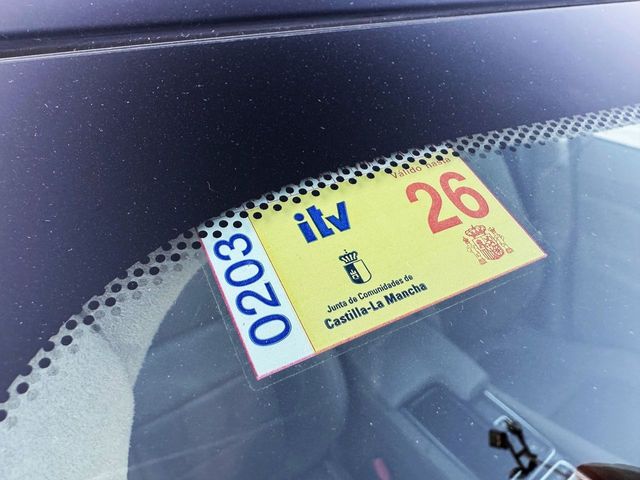 Válido hasta
26
itv
0203
Junta de Comunidades de
Castilla-La Mancha